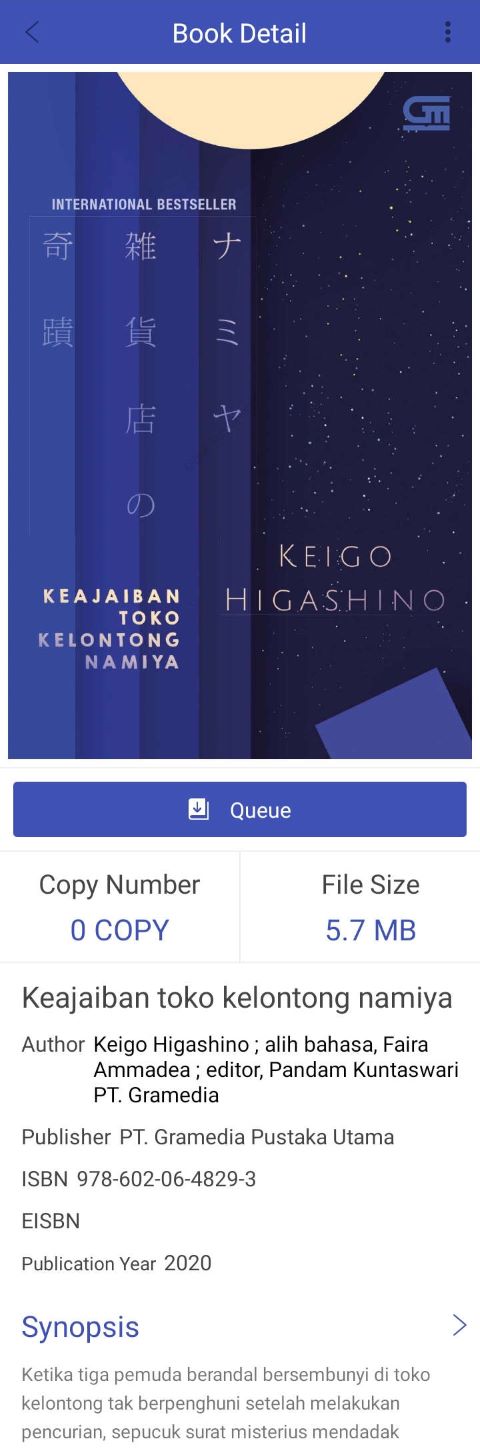 Book Detail
GM
INTERNATIONAL BESTSELLER
ナミヤ
雑貨店の
奇蹟
KEIGO
HIGASHINO
KEAJAIBAN
TOKO
KELONTONG
NAMIYA
Queue
Copy Number
0 COPY
File Size
5.7 MB
Keajaiban toko kelontong namiya
Author Keigo Higashino ; alih bahasa, Faira
Ammadea ; editor, Pandam Kuntaswari
PT. Gramedia
Publisher PT. Gramedia Pustaka Utama
ISBN 978-602-06-4829-3
EISBN
Publication Year 2020
Synopsis
Ketika tiga pemuda berandal bersembunyi di toko
kelontong tak berpenghuni setelah melakukan
pencurian, sepucuk surat misterius mendadak